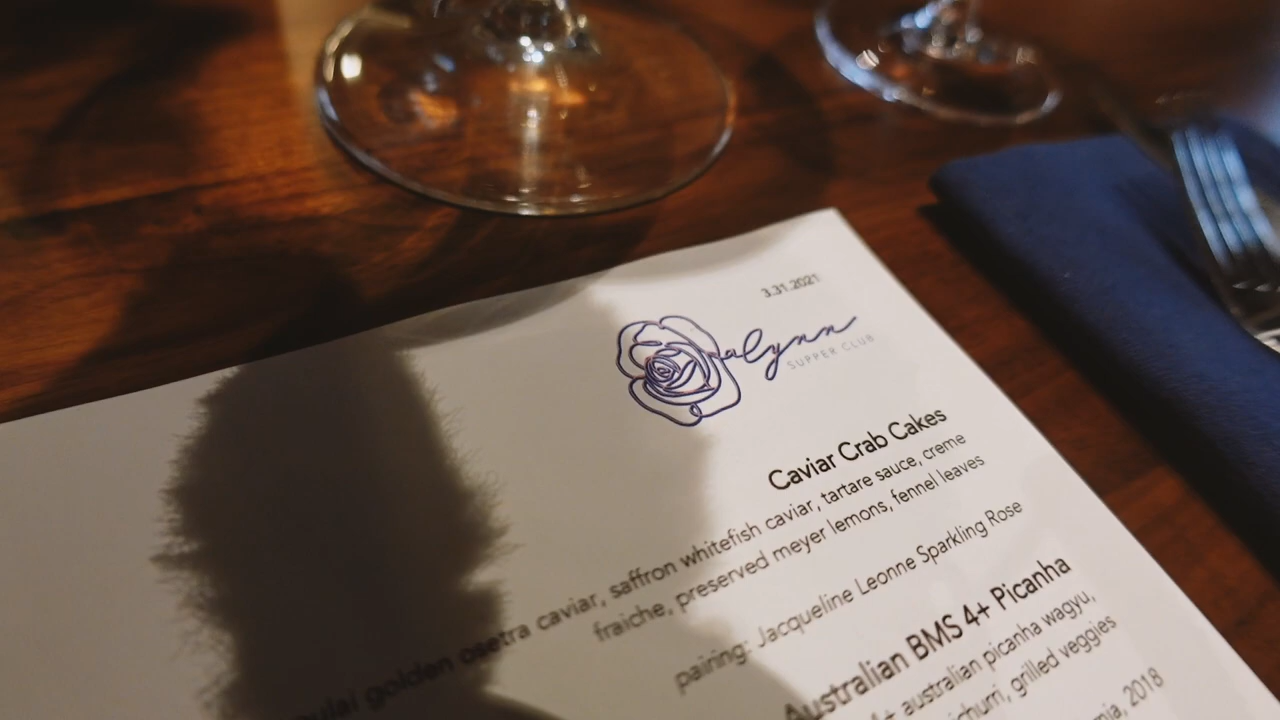 3.31.2021
alynn
SUPPER CLUB
Caviar Crab Cakes
golden osetra caviar, saffron whitefish caviar, tartare sauce, creme
fraiche, preserved meyer lemons, fennel leaves
pairing: Jacqueline Leonne Sparkling Rose
Australian BMS 4+ Picanha
australian picanha wagyu,
grilled veggies
2018